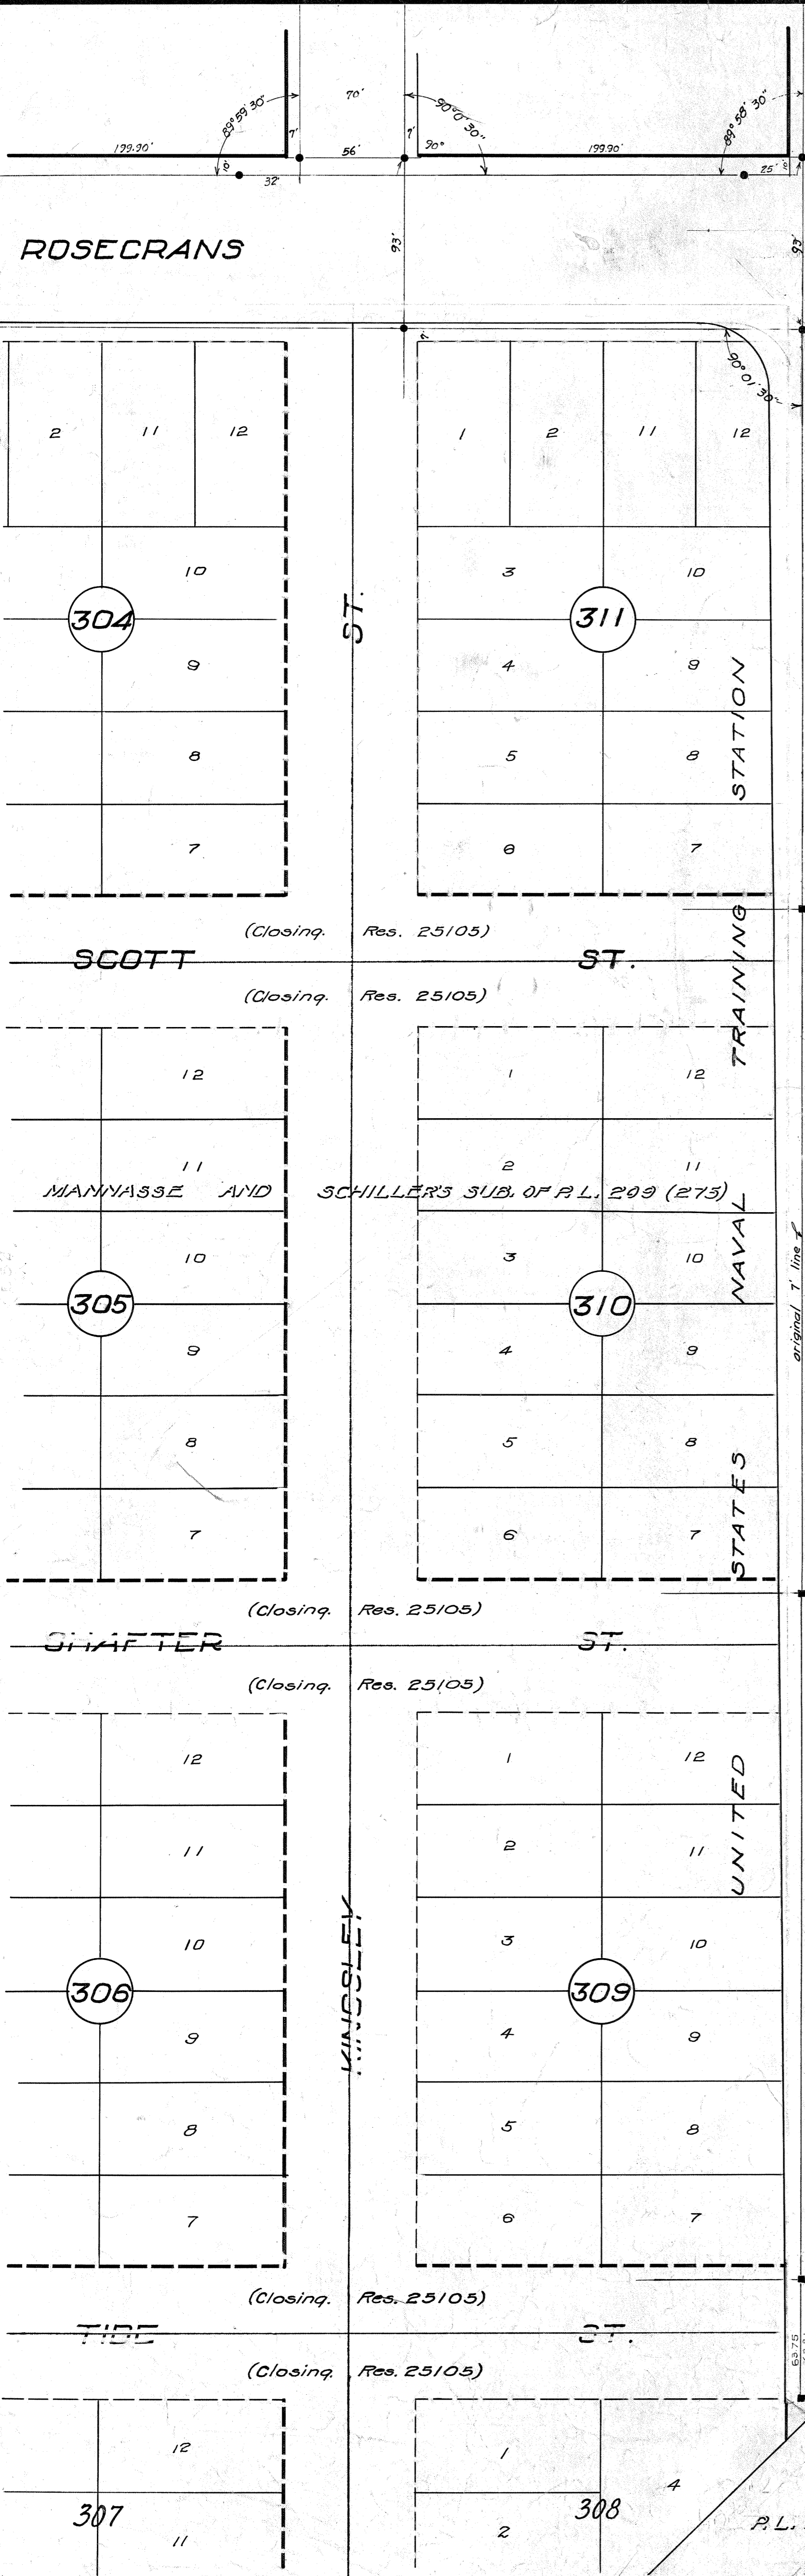 89° 59' 30"
70'
90° 0' 30"
89° 58' 30"
199.90'
7'
56'
7'
90°
199.90'
10'
32'
25'
10'
ROSECRANS
93'
93'
7'
90° 10' 30"
2 11 12
1 2 11 12
10
3 10
304
311
ST.
9
4 9
8
5 8
7
6 7
STATION
(Closing. Res. 25105)
SCOTT ST.
(Closing. Res. 25105)
TRAINING
12
1 12
11
2 11
MANNASSE AND SCHILLER'S SUB. OF P.L. 209 (275)
10
3 10
NAVAL
original 7' line
305
310
9
4 9
8
5 8
7
6 7
STATES
(Closing. Res. 25105)
SHAFTER ST.
(Closing. Res. 25105)
12
1 12
11
2 11
UNITED
10
3 10
KINGSLEY
306
309
9
4 9
8
5 8
7
6 7
(Closing. Res. 25105)
TIDE ST.
(Closing. Res. 25105)
63.75
12
1
4
307
308
11
2
P.L.